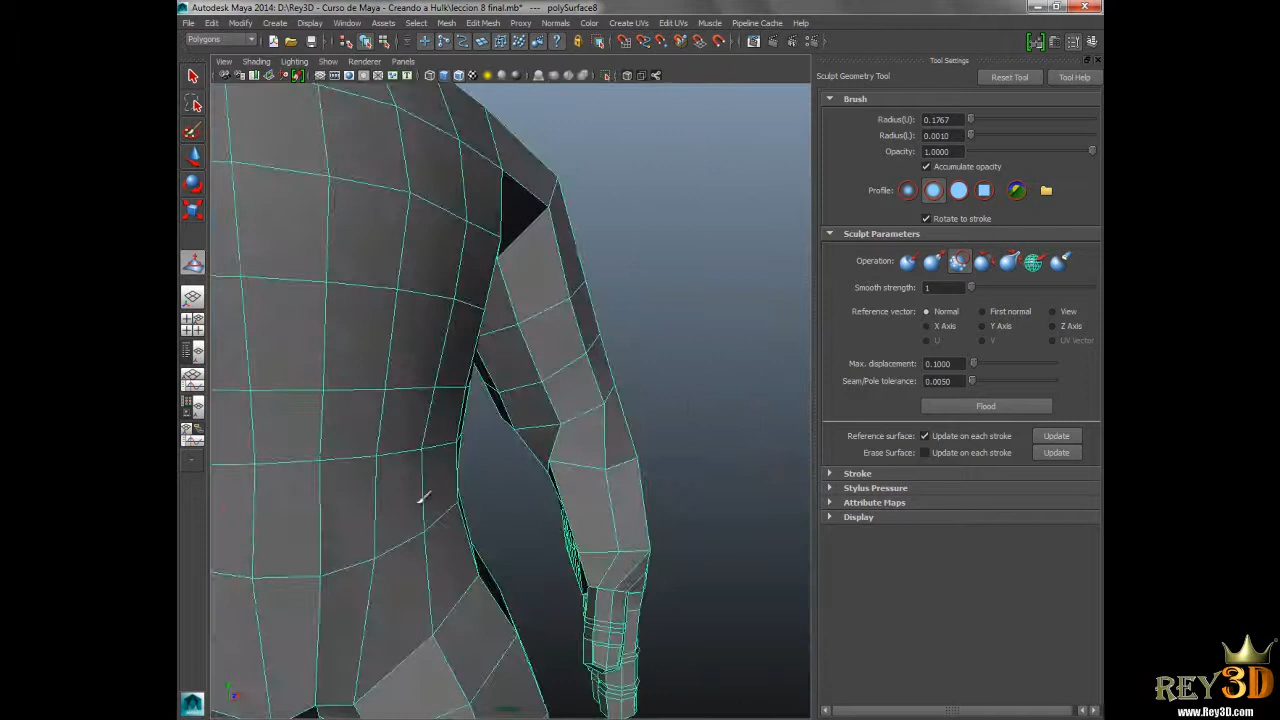 Autodesk Maya 2014: D:\Rey3D - Curso de Maya - Creando a Hulk\leccion 8 final.mb* --- polySurface8
File Edit Modify Create Display Window Assets Select Mesh Edit Mesh Proxy Normals Color Create UVs Edit UVs Muscle Pipeline Cache Help
Polygons
View Shading Lighting Show Renderer Panels
Tool Settings
Sculpt Geometry Tool Reset Tool Tool Help
Brush
Radius(U): 0.1767
Radius(L): 0.0010
Opacity: 1.0000
Accumulate opacity
Profile:
Rotate to stroke
Sculpt Parameters
Operation:
Smooth strength: 1
Reference vector: Normal First normal View
X Axis Y Axis Z Axis
U V UV Vector
Max. displacement: 0.1000
Seam/Pole tolerance: 0.0050
Flood
Reference surface: Update on each stroke Update
Erase Surface: Update on each stroke Update
Stroke
Stylus Pressure
Attribute Maps
Display
REY3D
www.Rey3D.com